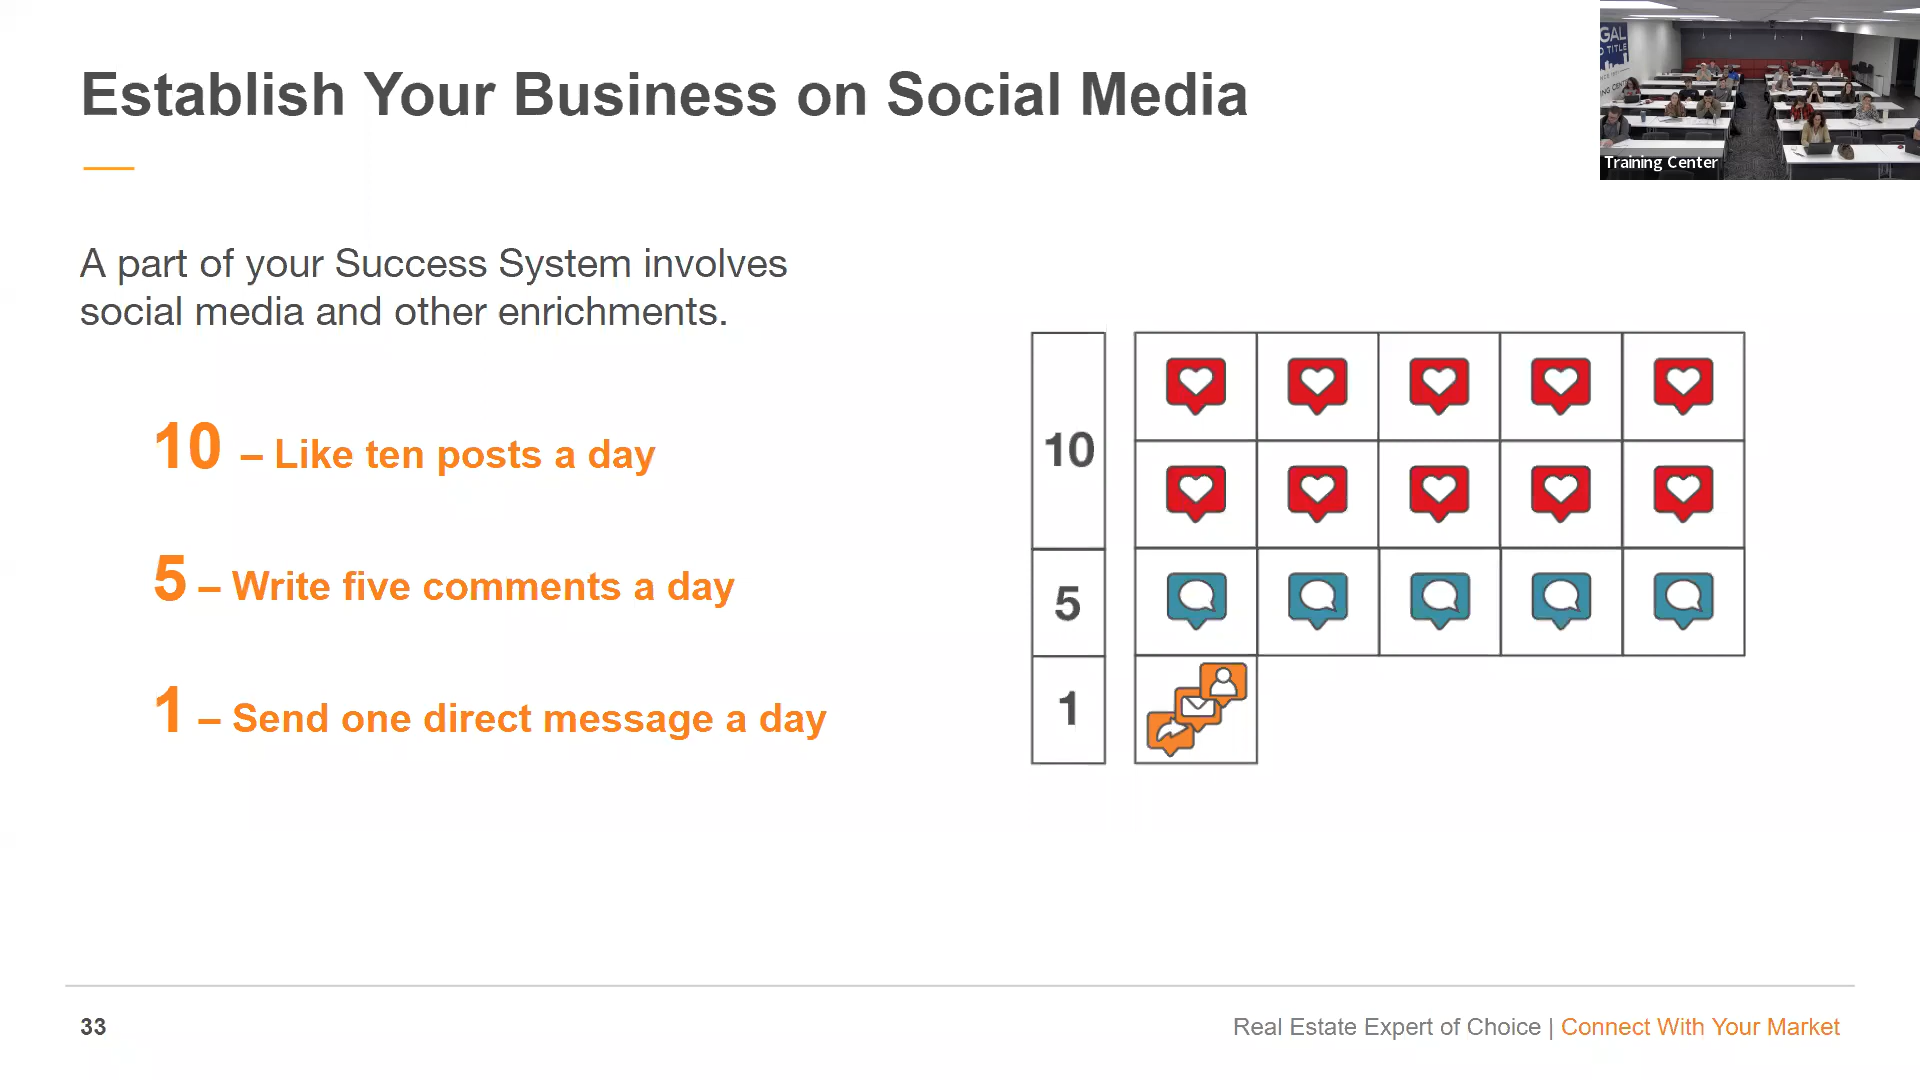 Establish Your Business on Social Media
GAL
TITLE
Training Center
A part of your Success System involves
social media and other enrichments.
10 – Like ten posts a day
5 – Write five comments a day
1 – Send one direct message a day
10
5
1
33
Real Estate Expert of Choice | Connect With Your Market